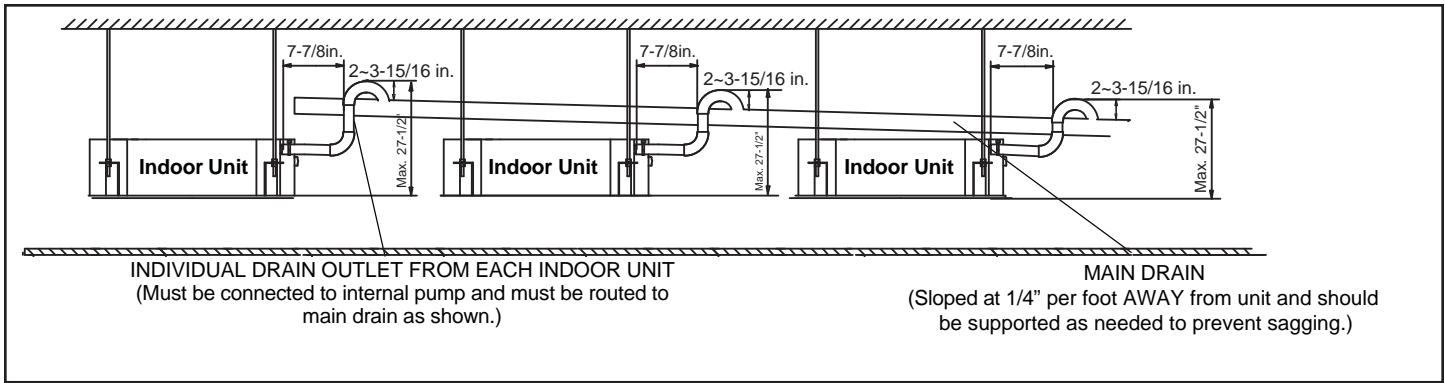 7-7/8in.
2~3-15/16 in.
Max. 27-1/2"
Indoor Unit
7-7/8in.
2~3-15/16 in.
Max. 27-1/2"
Indoor Unit
7-7/8in.
2~3-15/16 in.
Max. 27-1/2"
Indoor Unit
INDIVIDUAL DRAIN OUTLET FROM EACH INDOOR UNIT
(Must be connected to internal pump and must be routed to
main drain as shown.)
MAIN DRAIN
(Sloped at 1/4” per foot AWAY from unit and should
be supported as needed to prevent sagging.)